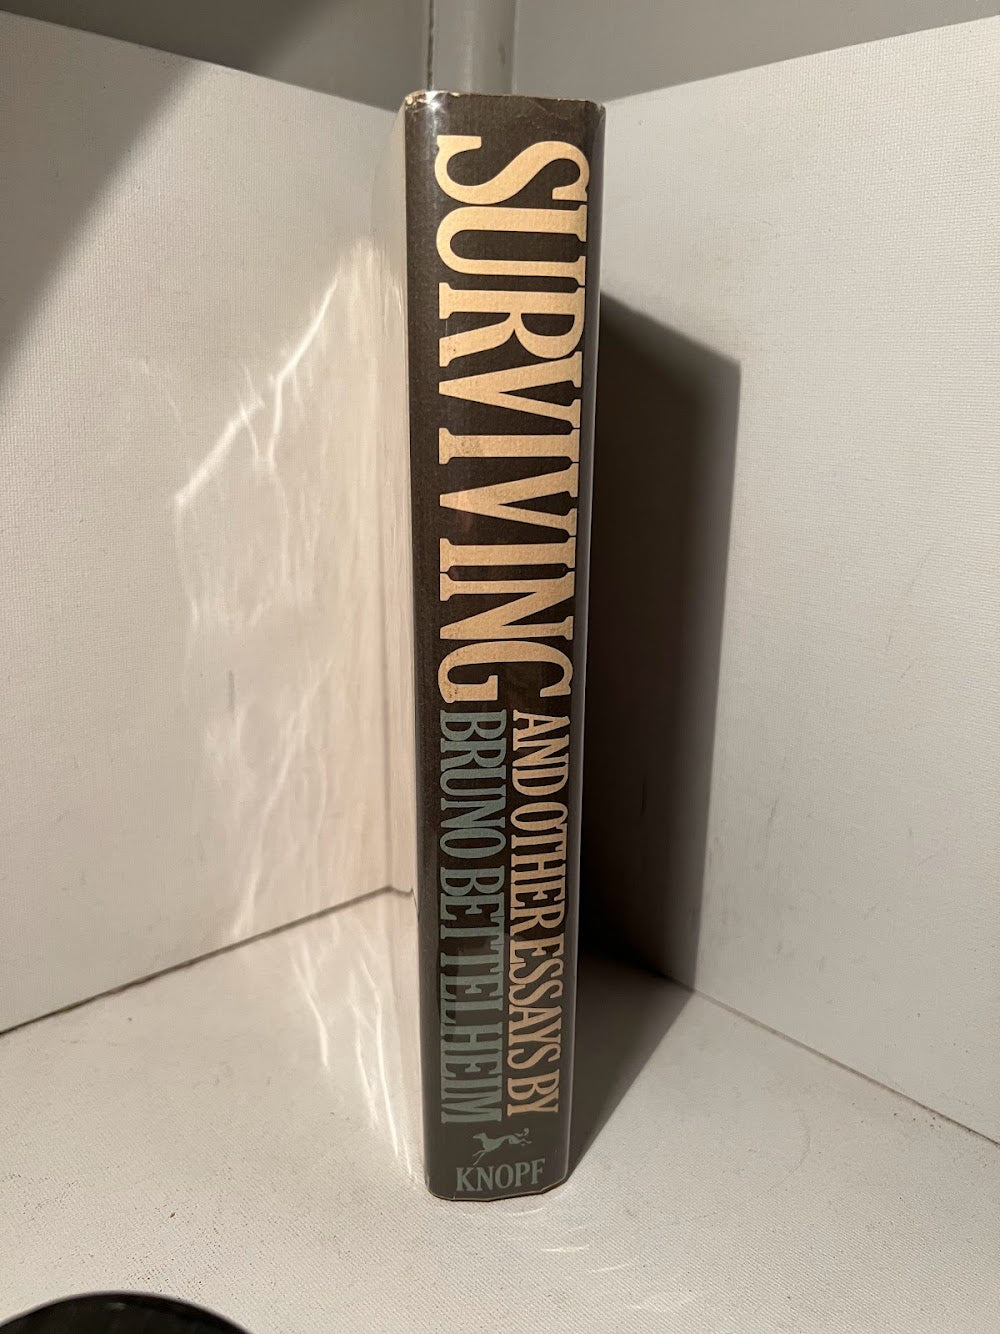 SURVIVING
AND OTHER ESSAYS BY
BRUNO BETTELHEIM
KNOPF